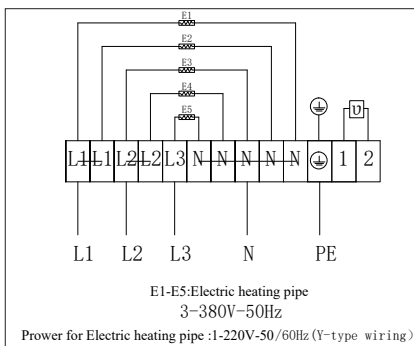 E1
E2
E3
E4
E5
L1 L1 L2 L2 L3 N N N N N 1 2
υ
L1 L2 L3 N PE
E1-E5:Electric heating pipe
3-380V-50Hz
Prower for Electric heating pipe :1-220V-50/60Hz(Y-type wiring)